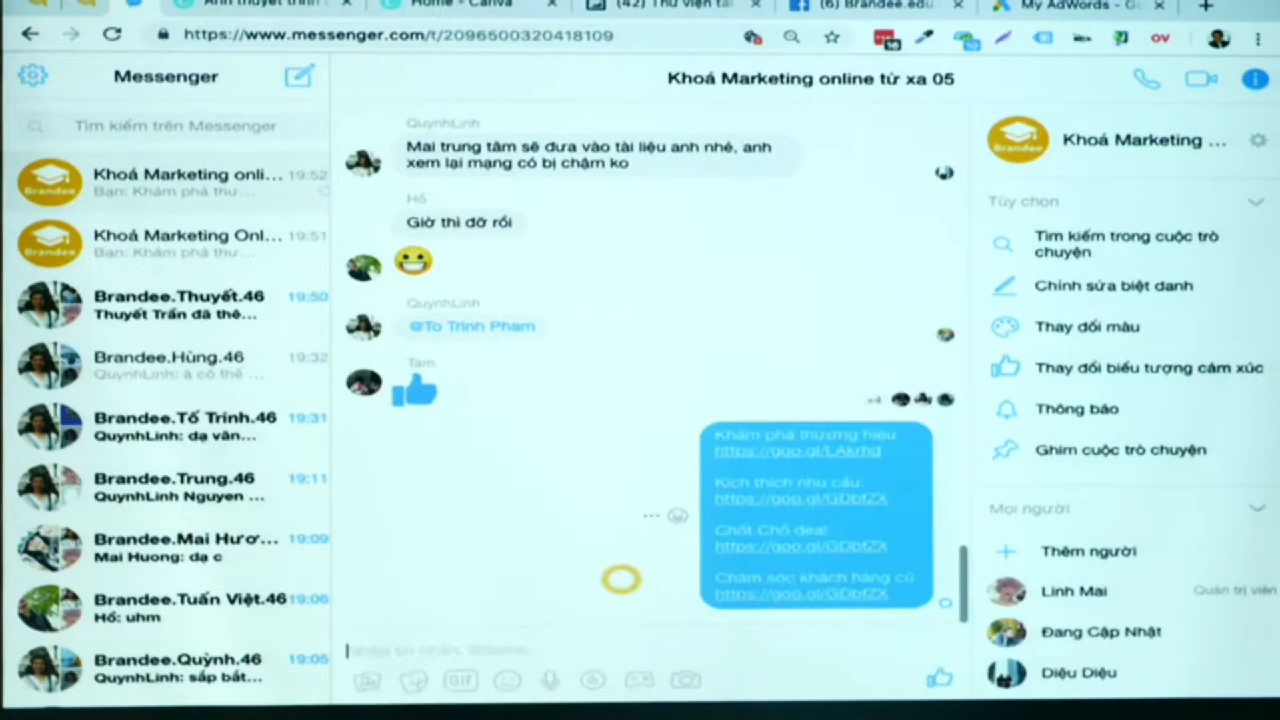 Home - Canva
(42) Thư viện tài
(6) Brandee.edu.
My AdWords - Go
https://www.messenger.com/t/2096500320418109
Messenger
Tìm kiếm trên Messenger
Khoá Marketing onli... 19:52
Bạn: Khám phá thư...
Khoá Marketing Onl... 19:51
Bạn: Khám phá thư...
Brandee.Thuyết.46 19:50
Thuyết Trần đã thê...
Brandee.Hùng.46 19:32
QuynhLinh: à có thể ...
Brandee.Tố Trinh.46 19:31
QuynhLinh: dạ vân...
Brandee.Trung.46 19:11
QuynhLinh Nguyen ...
Brandee.Mai Hươ... 19:09
Mai Huong: dạ c
Brandee.Tuấn Việt.46 19:06
Hồ: uhm
Brandee.Quỳnh.46 19:05
QuynhLinh: sắp bắt...
Khoá Marketing online từ xa 05
QuynhLinh
Mai trung tâm sẽ đưa vào tài liệu anh nhé, anh
xem lại mạng có bị chậm ko
Hồ
Giờ thì đỡ rồi
QuynhLinh
@To Trinh Pham
Tam
+4
Khám phá thương hiệu
https://goo.gl/LAkrhd
Kích thích nhu cầu:
https://goo.gl/GDbfZX
Chốt Chố deal:
https://goo.gl/GDbfZX
Chăm sóc khách hàng cũ
https://goo.gl/GDbfZX
GIF
Brandee
Khoá Marketing ...
Tùy chọn
Tìm kiếm trong cuộc trò
chuyện
Chỉnh sửa biệt danh
Thay đổi màu
Thay đổi biểu tượng cảm xúc
Thông báo
Ghim cuộc trò chuyện
Mọi người
Thêm người
Linh Mai Quản trị viên
Đang Cập Nhật
Diệu Diệu